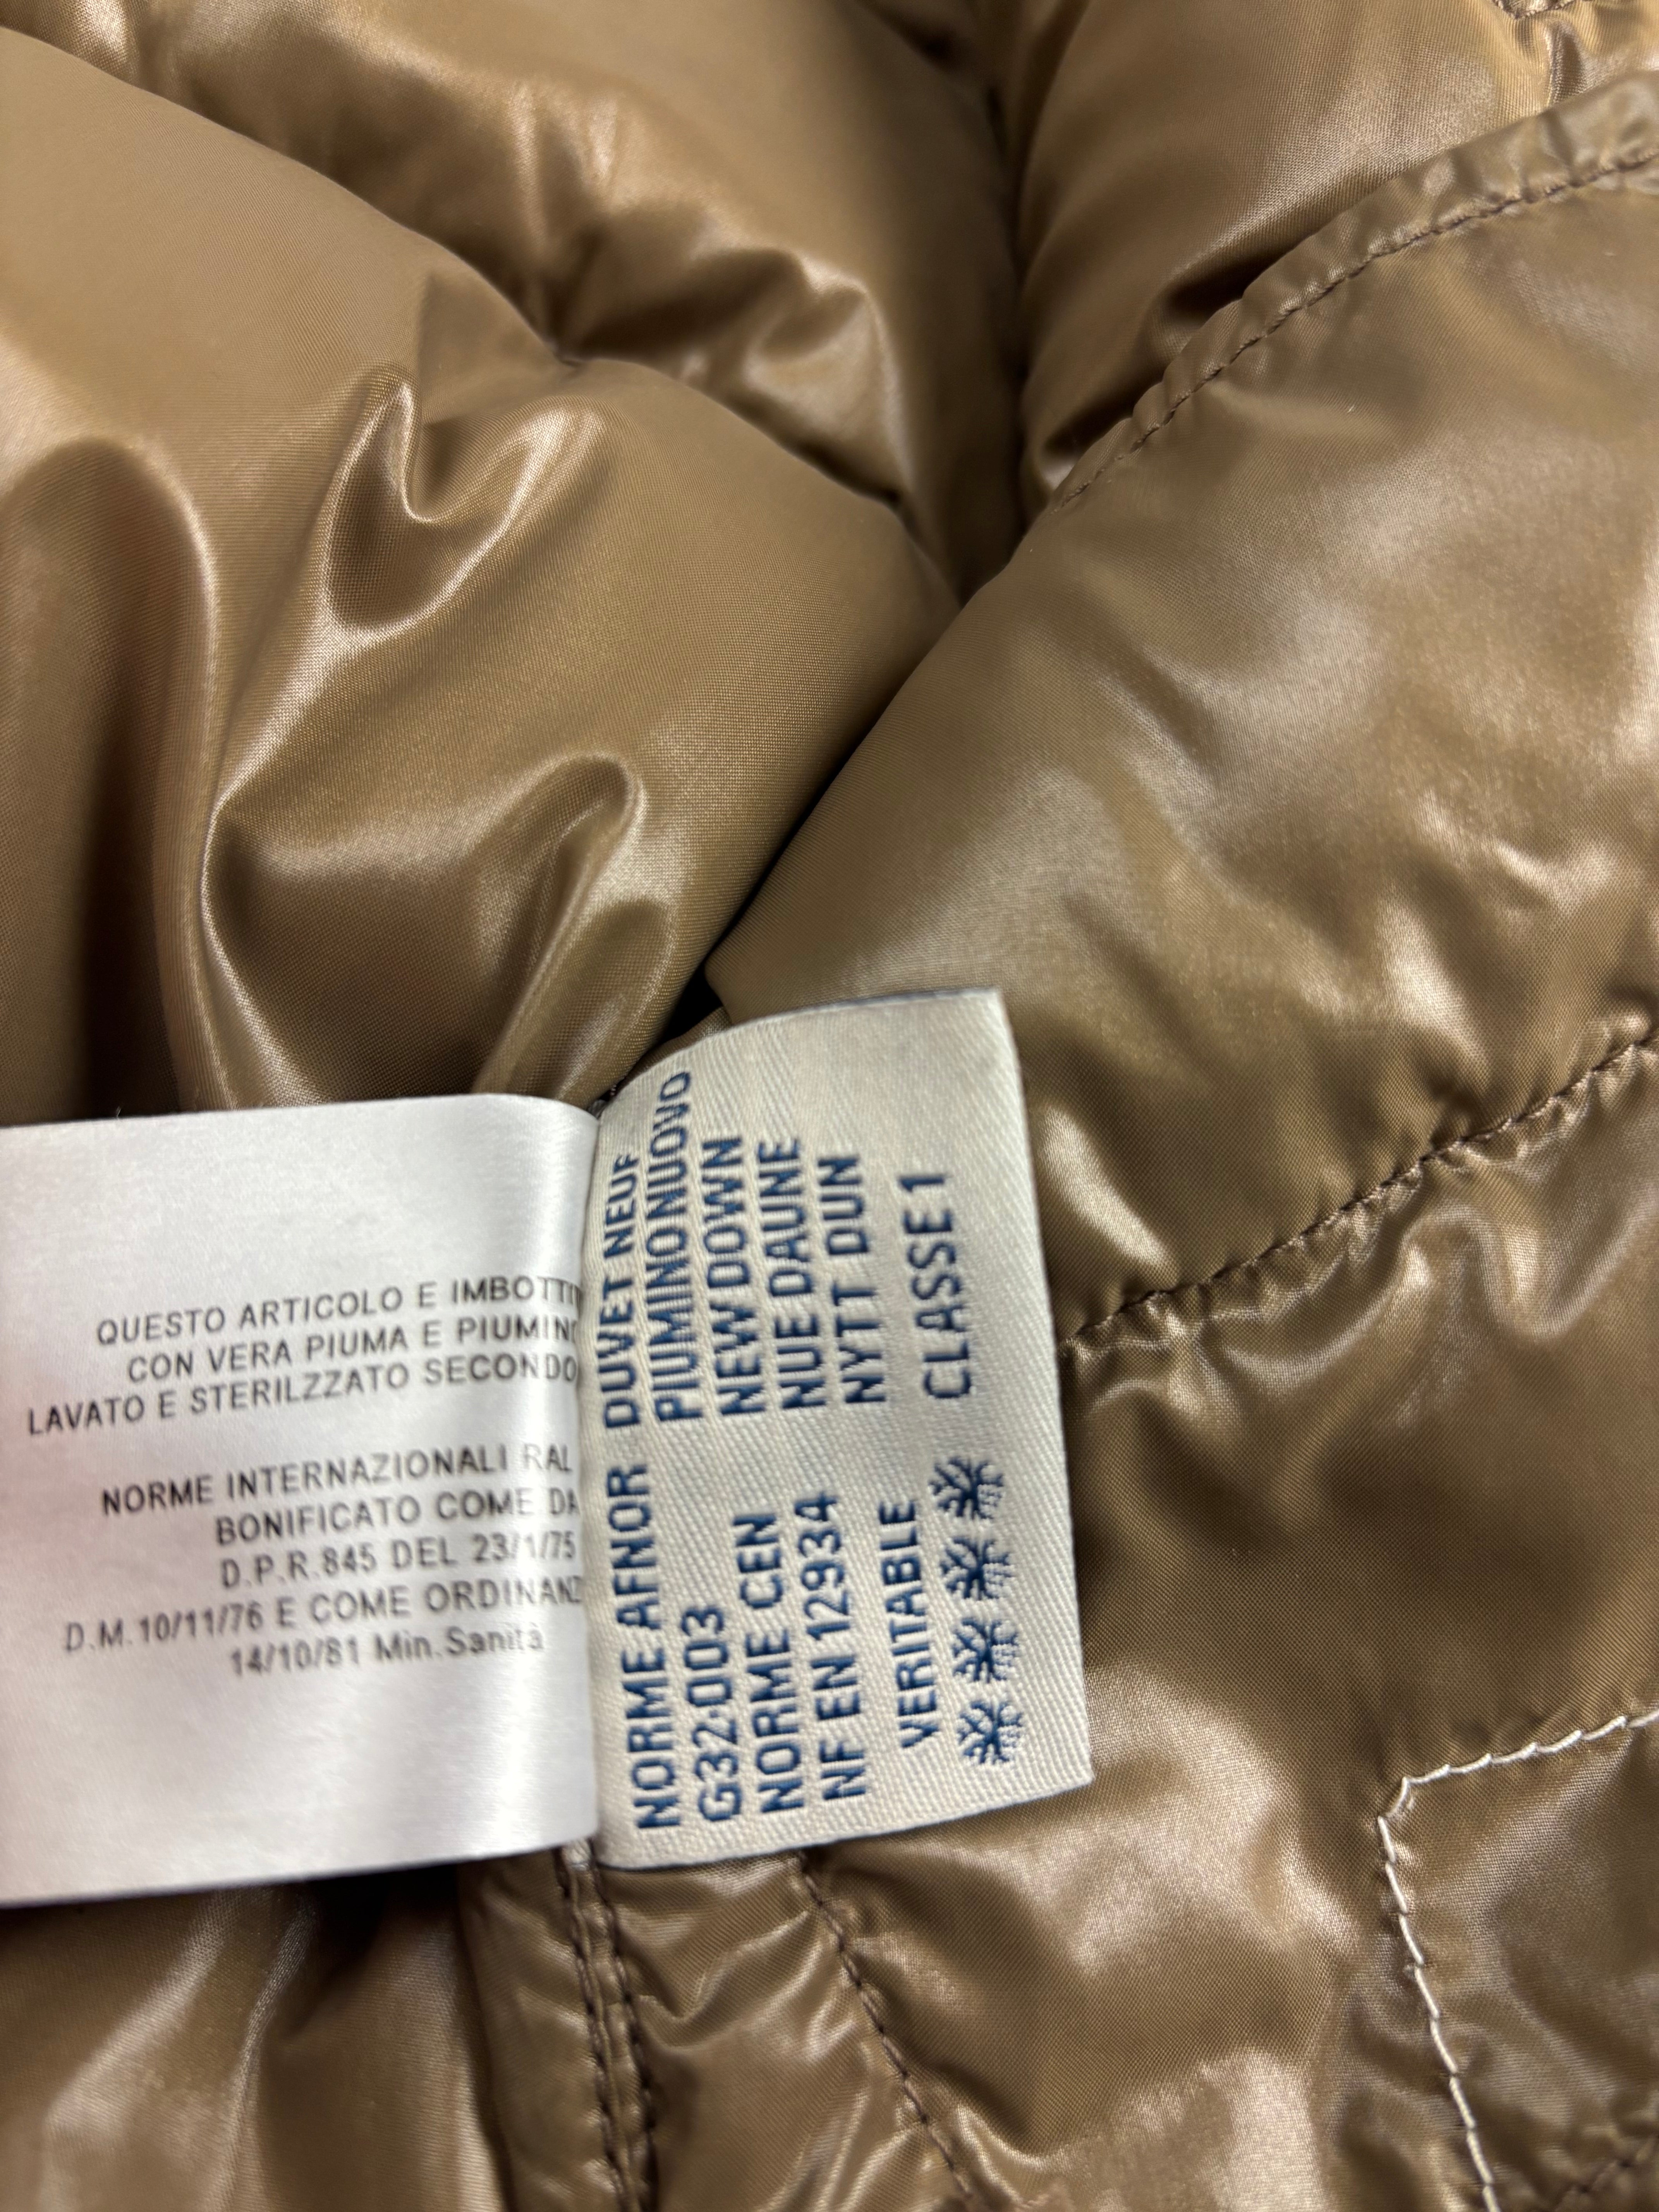 QUESTO ARTICOLO E IMBOTTIT
CON VERA PIUMA E PIUMINO
LAVATO E STERILZZATO SECONDO
NORME INTERNAZIONALI RAL
BONIFICATO COME DA
D.P.R.845 DEL 23/1/75
D.M.10/11/76 E COME ORDINANZ
14/10/81 Min.Sanità
NORME AFNOR DUVET NEUF
G32-003 PIUMINO NUOVO
NORME CEN NEW DOWN
NF EN 12934 NUE DAUNE
NYTT DUN
VERITABLE CLASSE 1